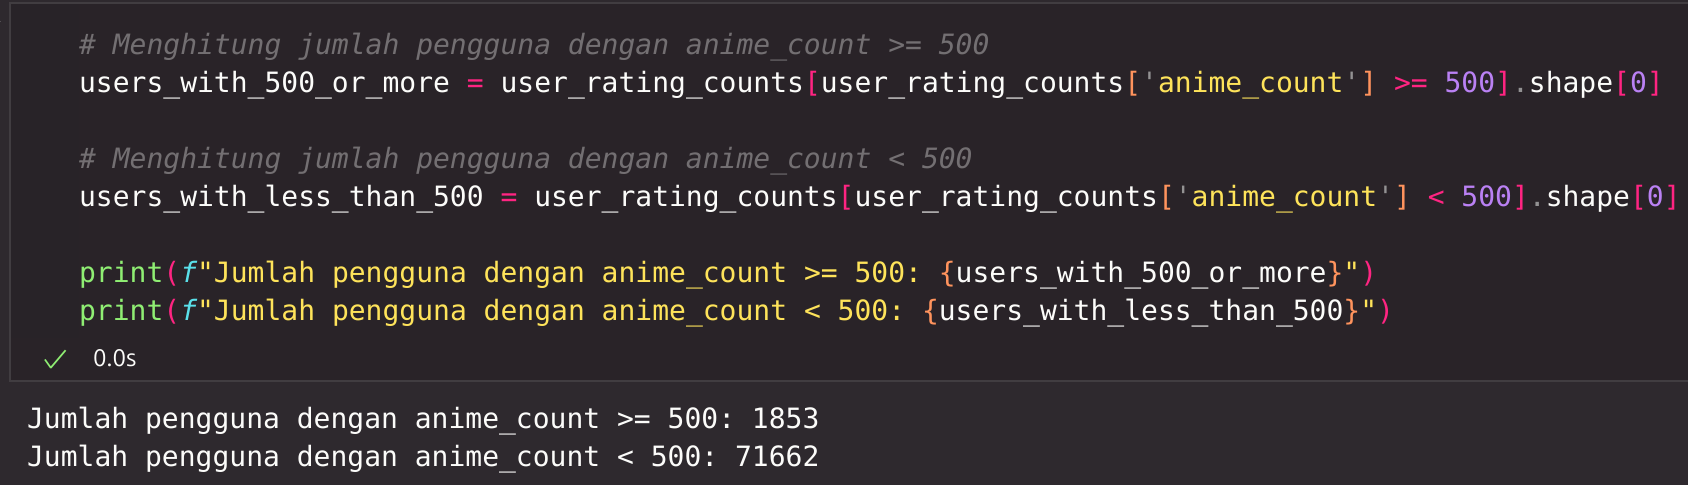 # Menghitung jumlah pengguna dengan anime_count >= 500
users_with_500_or_more = user_rating_counts[user_rating_counts['anime_count'] >= 500].shape[0]
# Menghitung jumlah pengguna dengan anime_count < 500
users_with_less_than_500 = user_rating_counts[user_rating_counts['anime_count'] < 500].shape[0]
print(f"Jumlah pengguna dengan anime_count >= 500: {users_with_500_or_more}")
print(f"Jumlah pengguna dengan anime_count < 500: {users_with_less_than_500}")
0.0s
Jumlah pengguna dengan anime_count >= 500: 1853
Jumlah pengguna dengan anime_count < 500: 71662